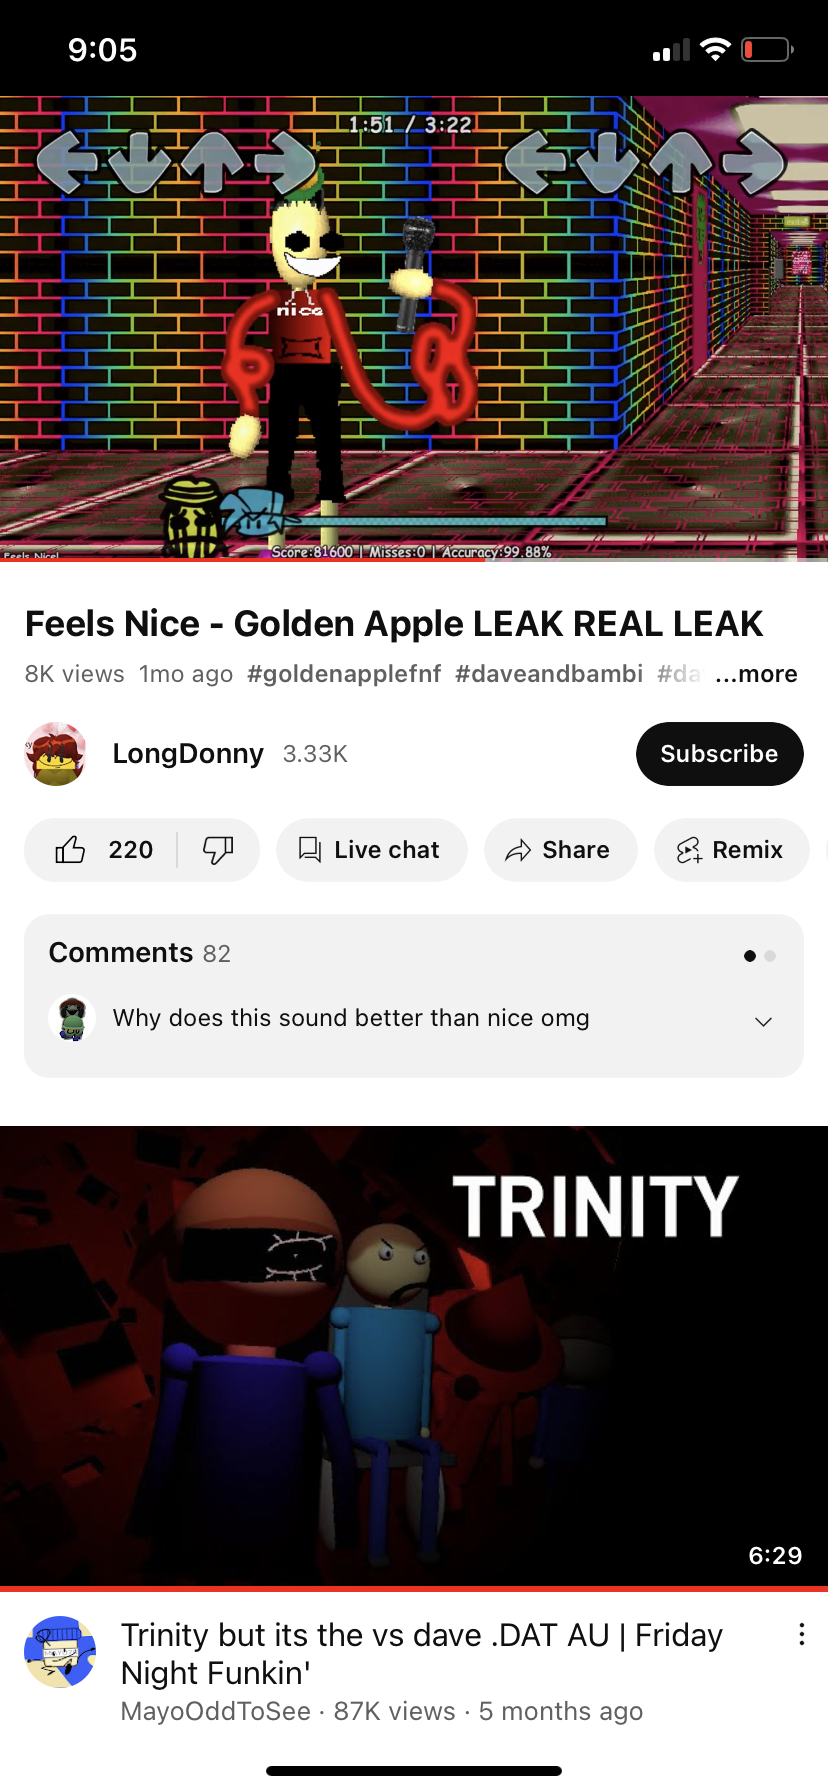 9:05
1:51 / 3:22
nice
Score:81600 | Misses:0 | Accuracy:99.88%
Feels Nice!
Feels Nice - Golden Apple LEAK REAL LEAK
8K views 1mo ago #goldenapplefnf #daveandbambi #da ...more
LongDonny 3.33K
Subscribe
220
Live chat
Share
Remix
Comments 82
Why does this sound better than nice omg
TRINITY
6:29
Trinity but its the vs dave .DAT AU | Friday
Night Funkin'
MayoOddToSee · 87K views · 5 months ago